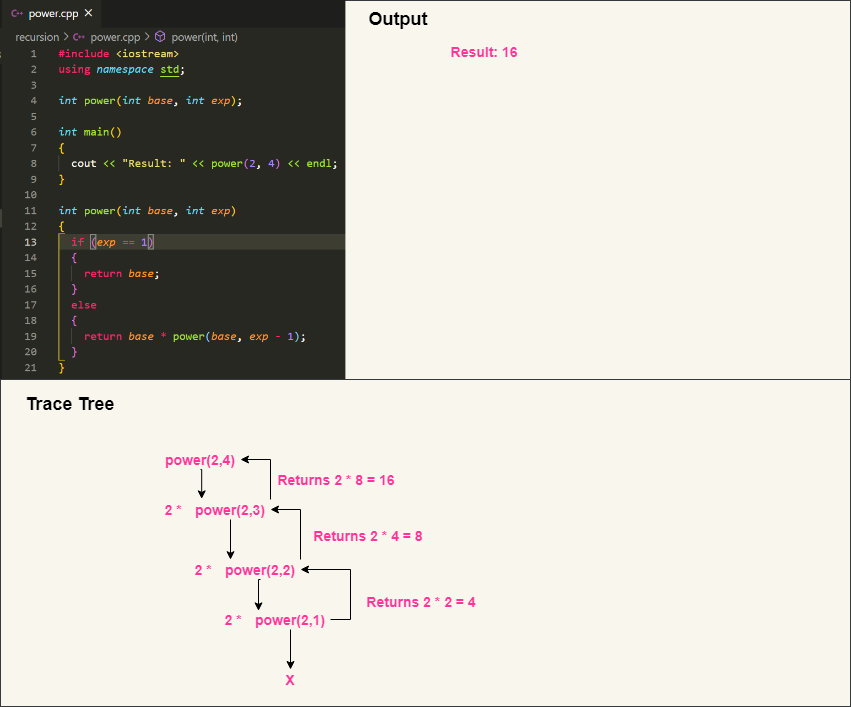 power.cpp ×
recursion > power.cpp > power(int, int)
1 #include <iostream>
2 using namespace std;
3
4 int power(int base, int exp);
5
6 int main()
7 {
8 cout << "Result: " << power(2, 4) << endl;
9 }
10
11 int power(int base, int exp)
12 {
13 if (exp == 1)
14 {
15 return base;
16 }
17 else
18 {
19 return base * power(base, exp - 1);
20 }
21 }
Output
Result: 16
Trace Tree
power(2,4)
Returns 2 * 8 = 16
2 * power(2,3)
Returns 2 * 4 = 8
2 * power(2,2)
Returns 2 * 2 = 4
2 * power(2,1)
X